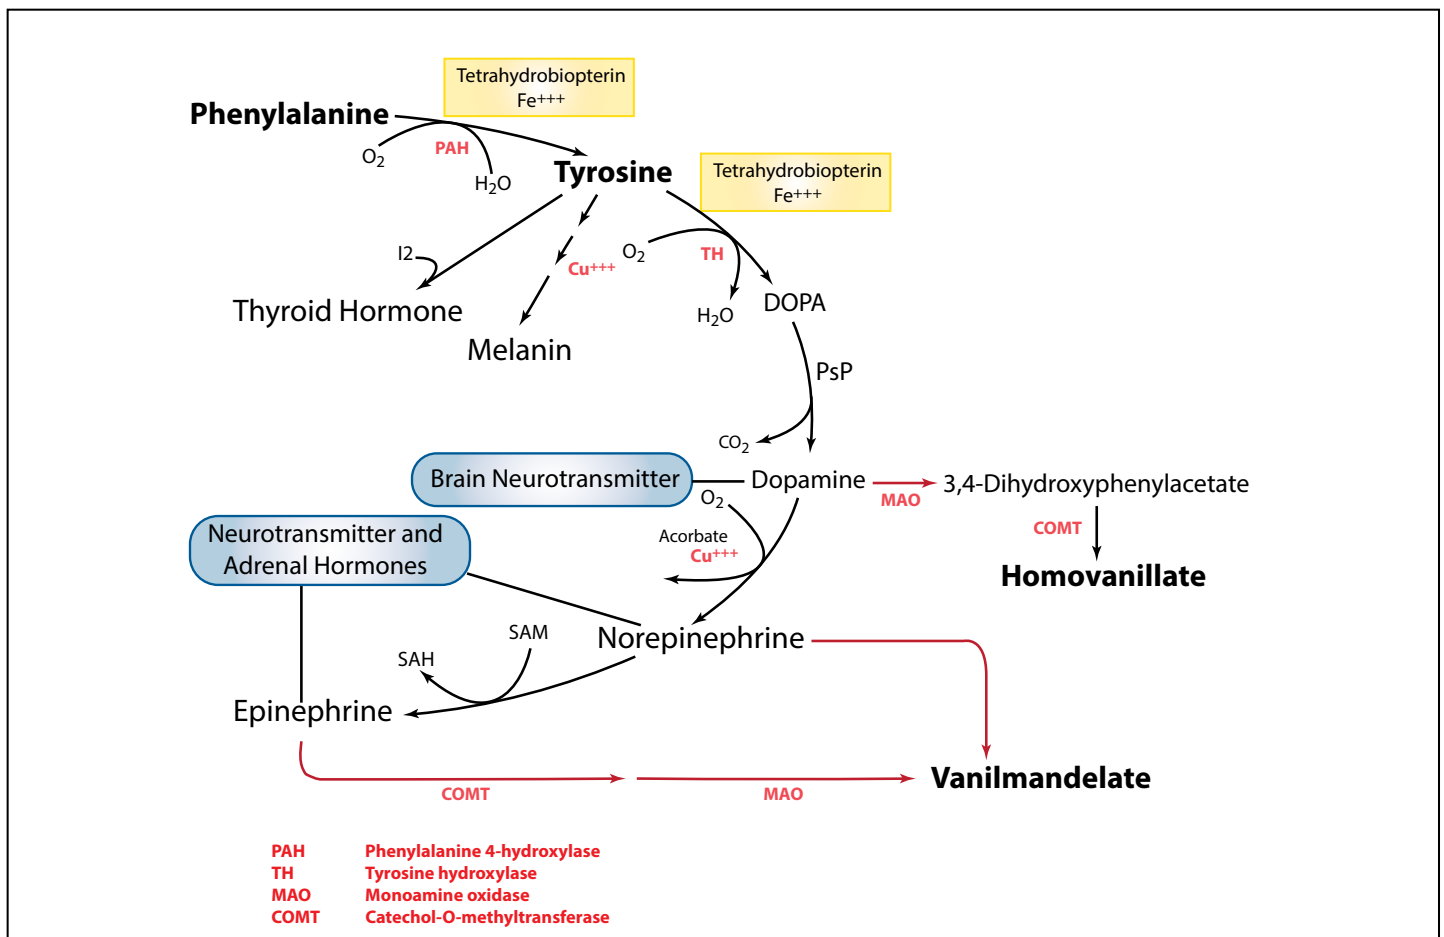 Tetrahydrobiopterin
Fe+++
Phenylalanine
O₂
PAH
H₂O
Tyrosine
Tetrahydrobiopterin
Fe+++
I2
Cu+++
O₂
TH
H₂O
DOPA
Thyroid Hormone
Melanin
PsP
CO₂
Brain Neurotransmitter
Dopamine
MAO
3,4-Dihydroxyphenylacetate
O₂
Acorbate
Cu+++
COMT
Homovanillate
Neurotransmitter and
Adrenal Hormones
SAM
SAH
Norepinephrine
Epinephrine
COMT
MAO
Vanilmandelate
PAH Phenylalanine 4-hydroxylase
TH Tyrosine hydroxylase
MAO Monoamine oxidase
COMT Catechol-O-methyltransferase